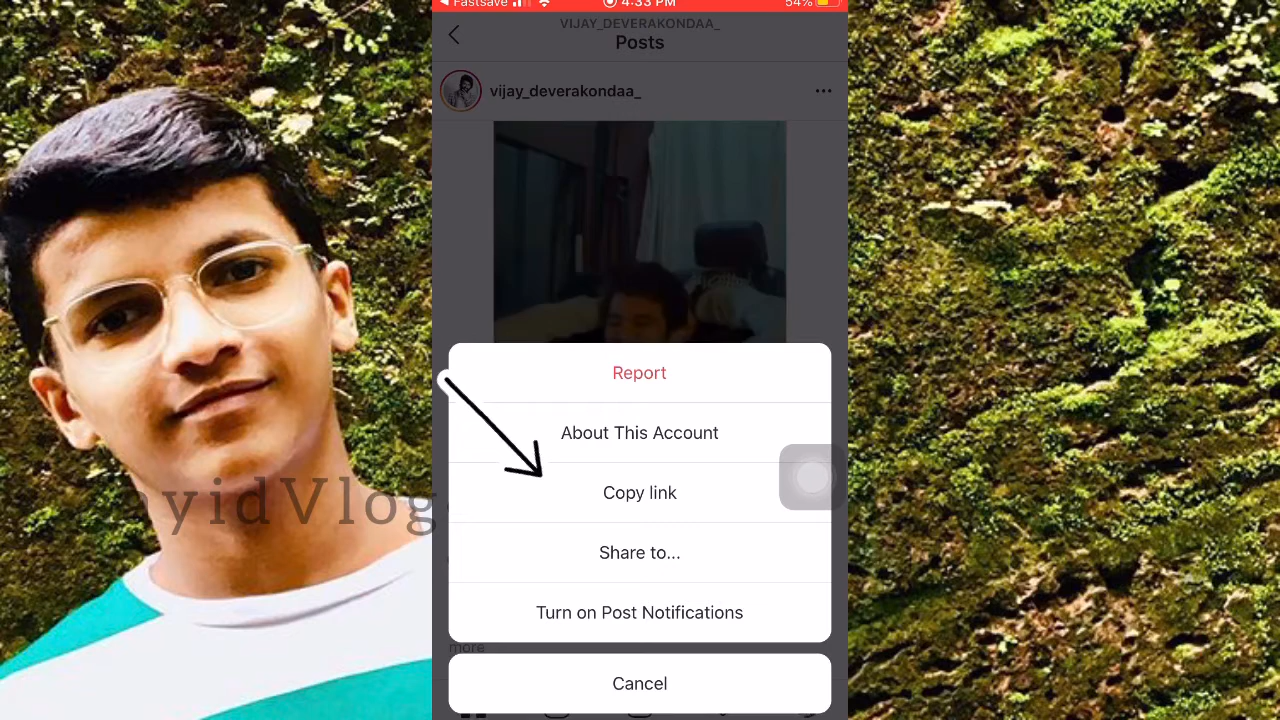 Fastsave
4:33 PM
54%
VIJAY_DEVERAKONDAA_
Posts
vijay_deverakondaa_
Report
About This Account
Copy link
yidVlog
Share to...
Turn on Post Notifications
more
Cancel